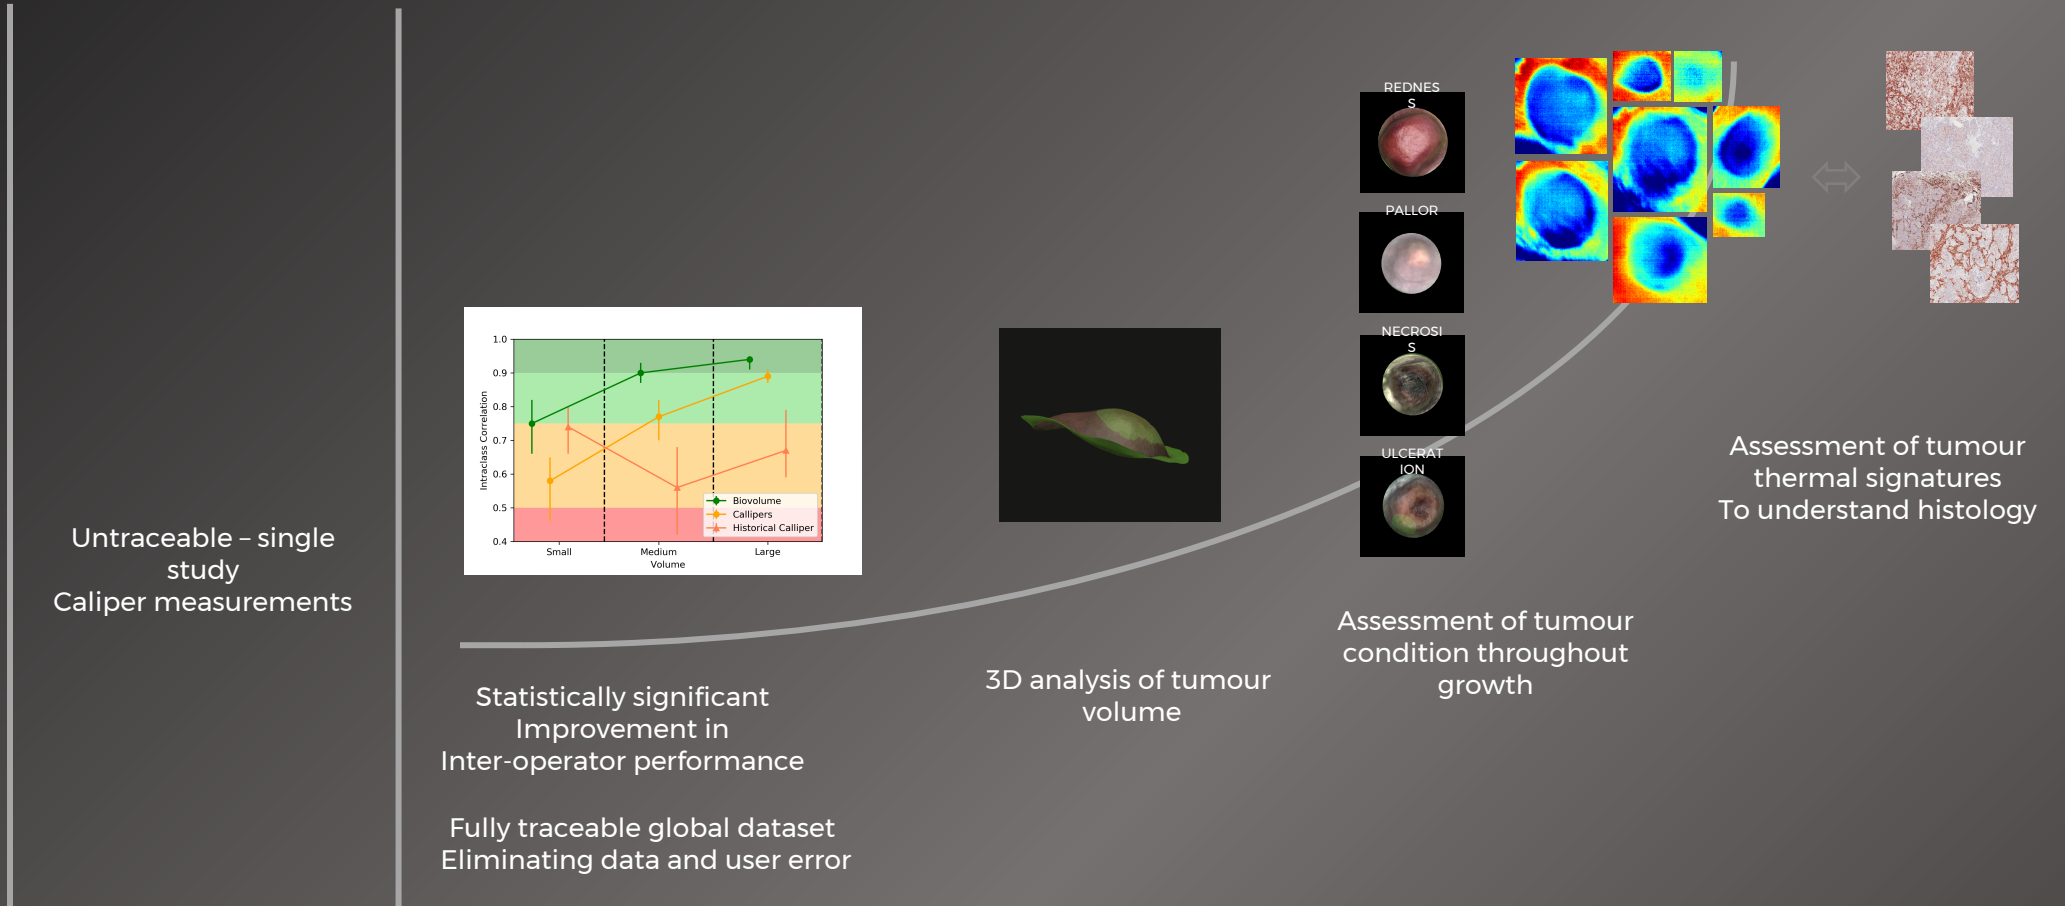 Untraceable – single
study
Caliper measurements
1.0
0.9
0.8
0.7
0.6
0.5
0.4
Intraclass Correlation
Small
Medium
Large
Volume
Biovolume
Callipers
Historical Calliper
Statistically significant
Improvement in
Inter-operator performance
Fully traceable global dataset
Eliminating data and user error
3D analysis of tumour
volume
REDNES
S
PALLOR
NECROSI
S
ULCERAT
ION
Assessment of tumour
condition throughout
growth
Assessment of tumour
thermal signatures
To understand histology